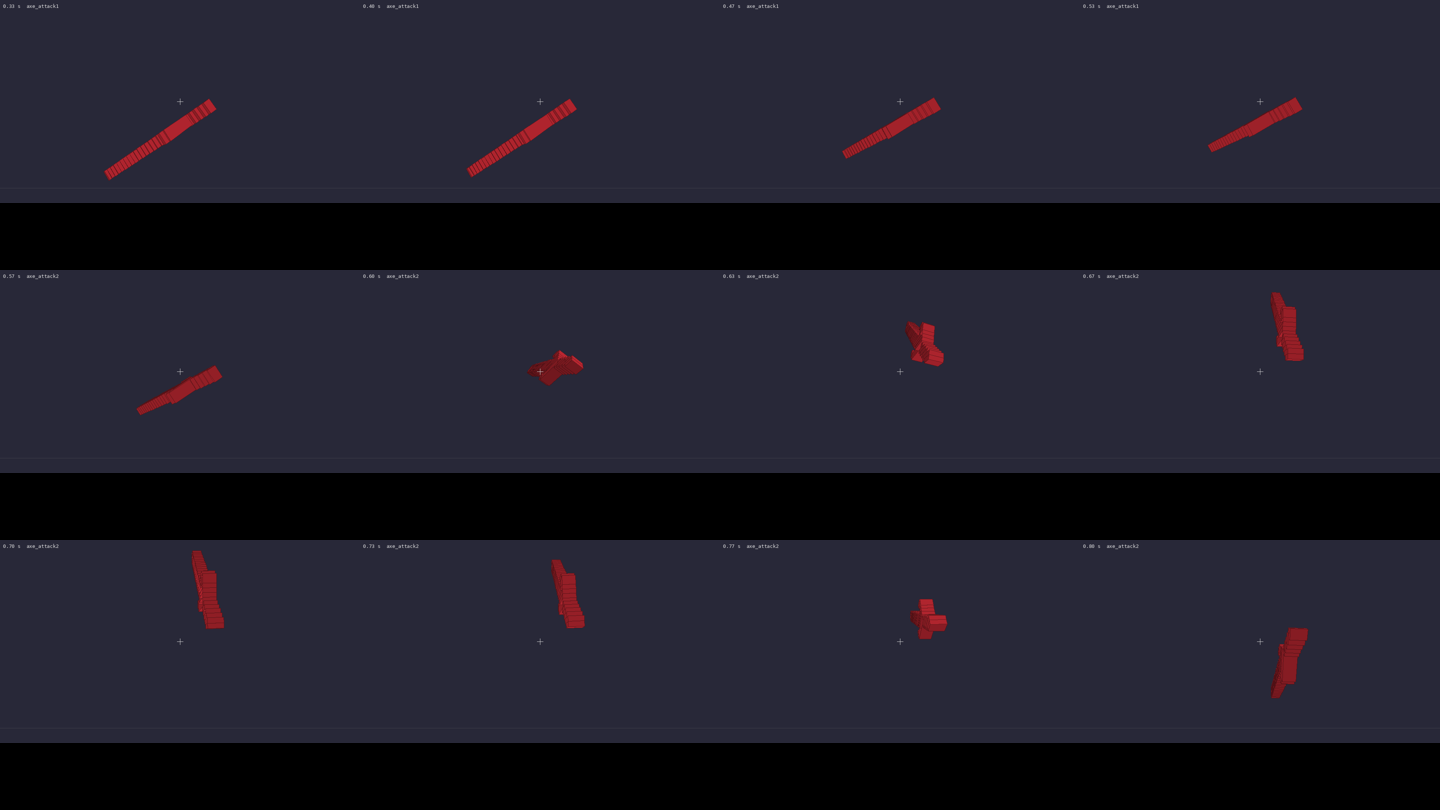 0.33 s axe_attack1
0.40 s axe_attack1
0.47 s axe_attack1
0.53 s axe_attack1
0.57 s axe_attack2
0.60 s axe_attack2
0.63 s axe_attack2
0.67 s axe_attack2
0.70 s axe_attack2
0.73 s axe_attack2
0.77 s axe_attack2
0.80 s axe_attack2